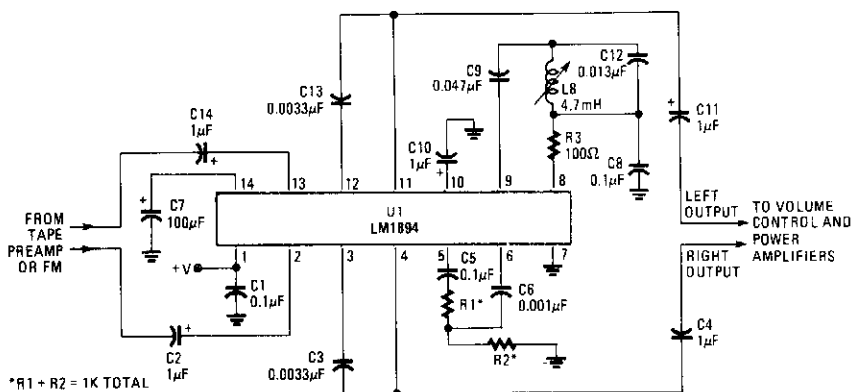 C12
0.013µF
C9
0.047µF
L8
4.7mH
C13
0.0033µF
C11
1µF
+
C14
1µF
+
C10
1µF
+
R3
100Ω
C8
0.1µF
14
13
12
11
10
9
8
+
C7
100µF
U1
LM1894
LEFT
OUTPUT
TO VOLUME
CONTROL AND
POWER
AMPLIFIERS
RIGHT
OUTPUT
FROM
TAPE
PREAMP
OR FM
1
2
3
4
5
6
7
+V
C1
0.1µF
C5
0.1µF
R1*
C6
0.001µF
R2*
+
C2
1µF
C3
0.0033µF
C4
1µF
*R1 + R2 = 1K TOTAL